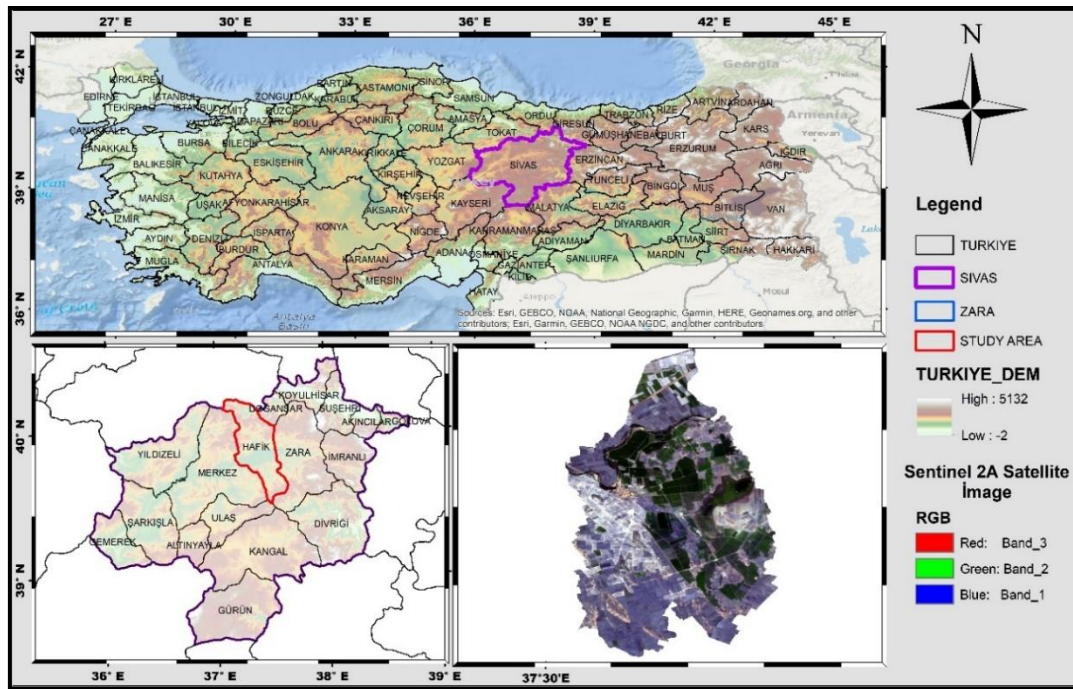 27° E 30° E 33° E 36° E 39° E 42° E 45° E
42° N
39° N
36° N
Georgia
Armenia
Yerevan
KIRKLARELİ
EDİRNE
TEKİRDAĞ
İSTANBUL
İSTANBUL
ZONGULDAK
BARTIN
KARABÜK
KASTAMONU
SİNOP
SAMSUN
ORDU
TRABZON
RİZE
ARTVİN
ARDAHAN
ÇANAKKALE
ÇANAKKALE
BURSA
BİLECİK
BOLU
ÇANKIRI
ÇORUM
AMASYA
TOKAT
GÜMÜŞHANE
BAYBURT
KARS
BALIKESİR
ESKİŞEHİR
ANKARA
KIRIKKALE
YOZGAT
SİVAS
ERZİNCAN
ERZURUM
IĞDIR
AĞRI
KUTAHYA
MANİSA
UŞAK
AFYONKARAHİSAR
KIRŞEHİR
NEVŞEHİR
KAYSERİ
TUNCELİ
BİNGÖL
MUŞ
İZMİR
AKSARAY
MALATYA
ELAZIĞ
BİTLİS
VAN
AYDIN
DENİZLİ
ISPARTA
KONYA
NİĞDE
KAHRAMANMARAŞ
DİYARBAKIR
SİİRT
BURDUR
ADIYAMAN
BATMAN
MUGLA
ANTALYA
KARAMAN
ADANA
OSMANİYE
GAZİANTEP
ŞANLIURFA
MARDİN
ŞIRNAK
HAKKARİ
MERSİN
KİLİS
HATAY
Aleppo
Mosul
Antalya
Basin
Sources: Esri, GEBCO, NOAA, National Geographic, Garmin, HERE, Geonames.org, and other
contributors; Esri, Garmin, GEBCO, NOAA NGDC, and other contributors
N
Legend
TURKIYE
SIVAS
ZARA
STUDY AREA
TURKIYE_DEM
High : 5132
Low : -2
Sentinel 2A Satellite
İmage
RGB
Red: Band_3
Green: Band_2
Blue: Band_1
40° N
39° N
KOYULHİSAR
DOĞANŞAR
SUŞEHRİ
AKINCILAR
GÖLOVA
YILDIZELİ
HAFİK
ZARA
İMRANLI
MERKEZ
ŞARKIŞLA
ULAŞ
DİVRİĞİ
GEMEREK
ALTINYAYLA
KANGAL
GÜRÜN
36° E 37° E 38° E 39° E
37°30'E